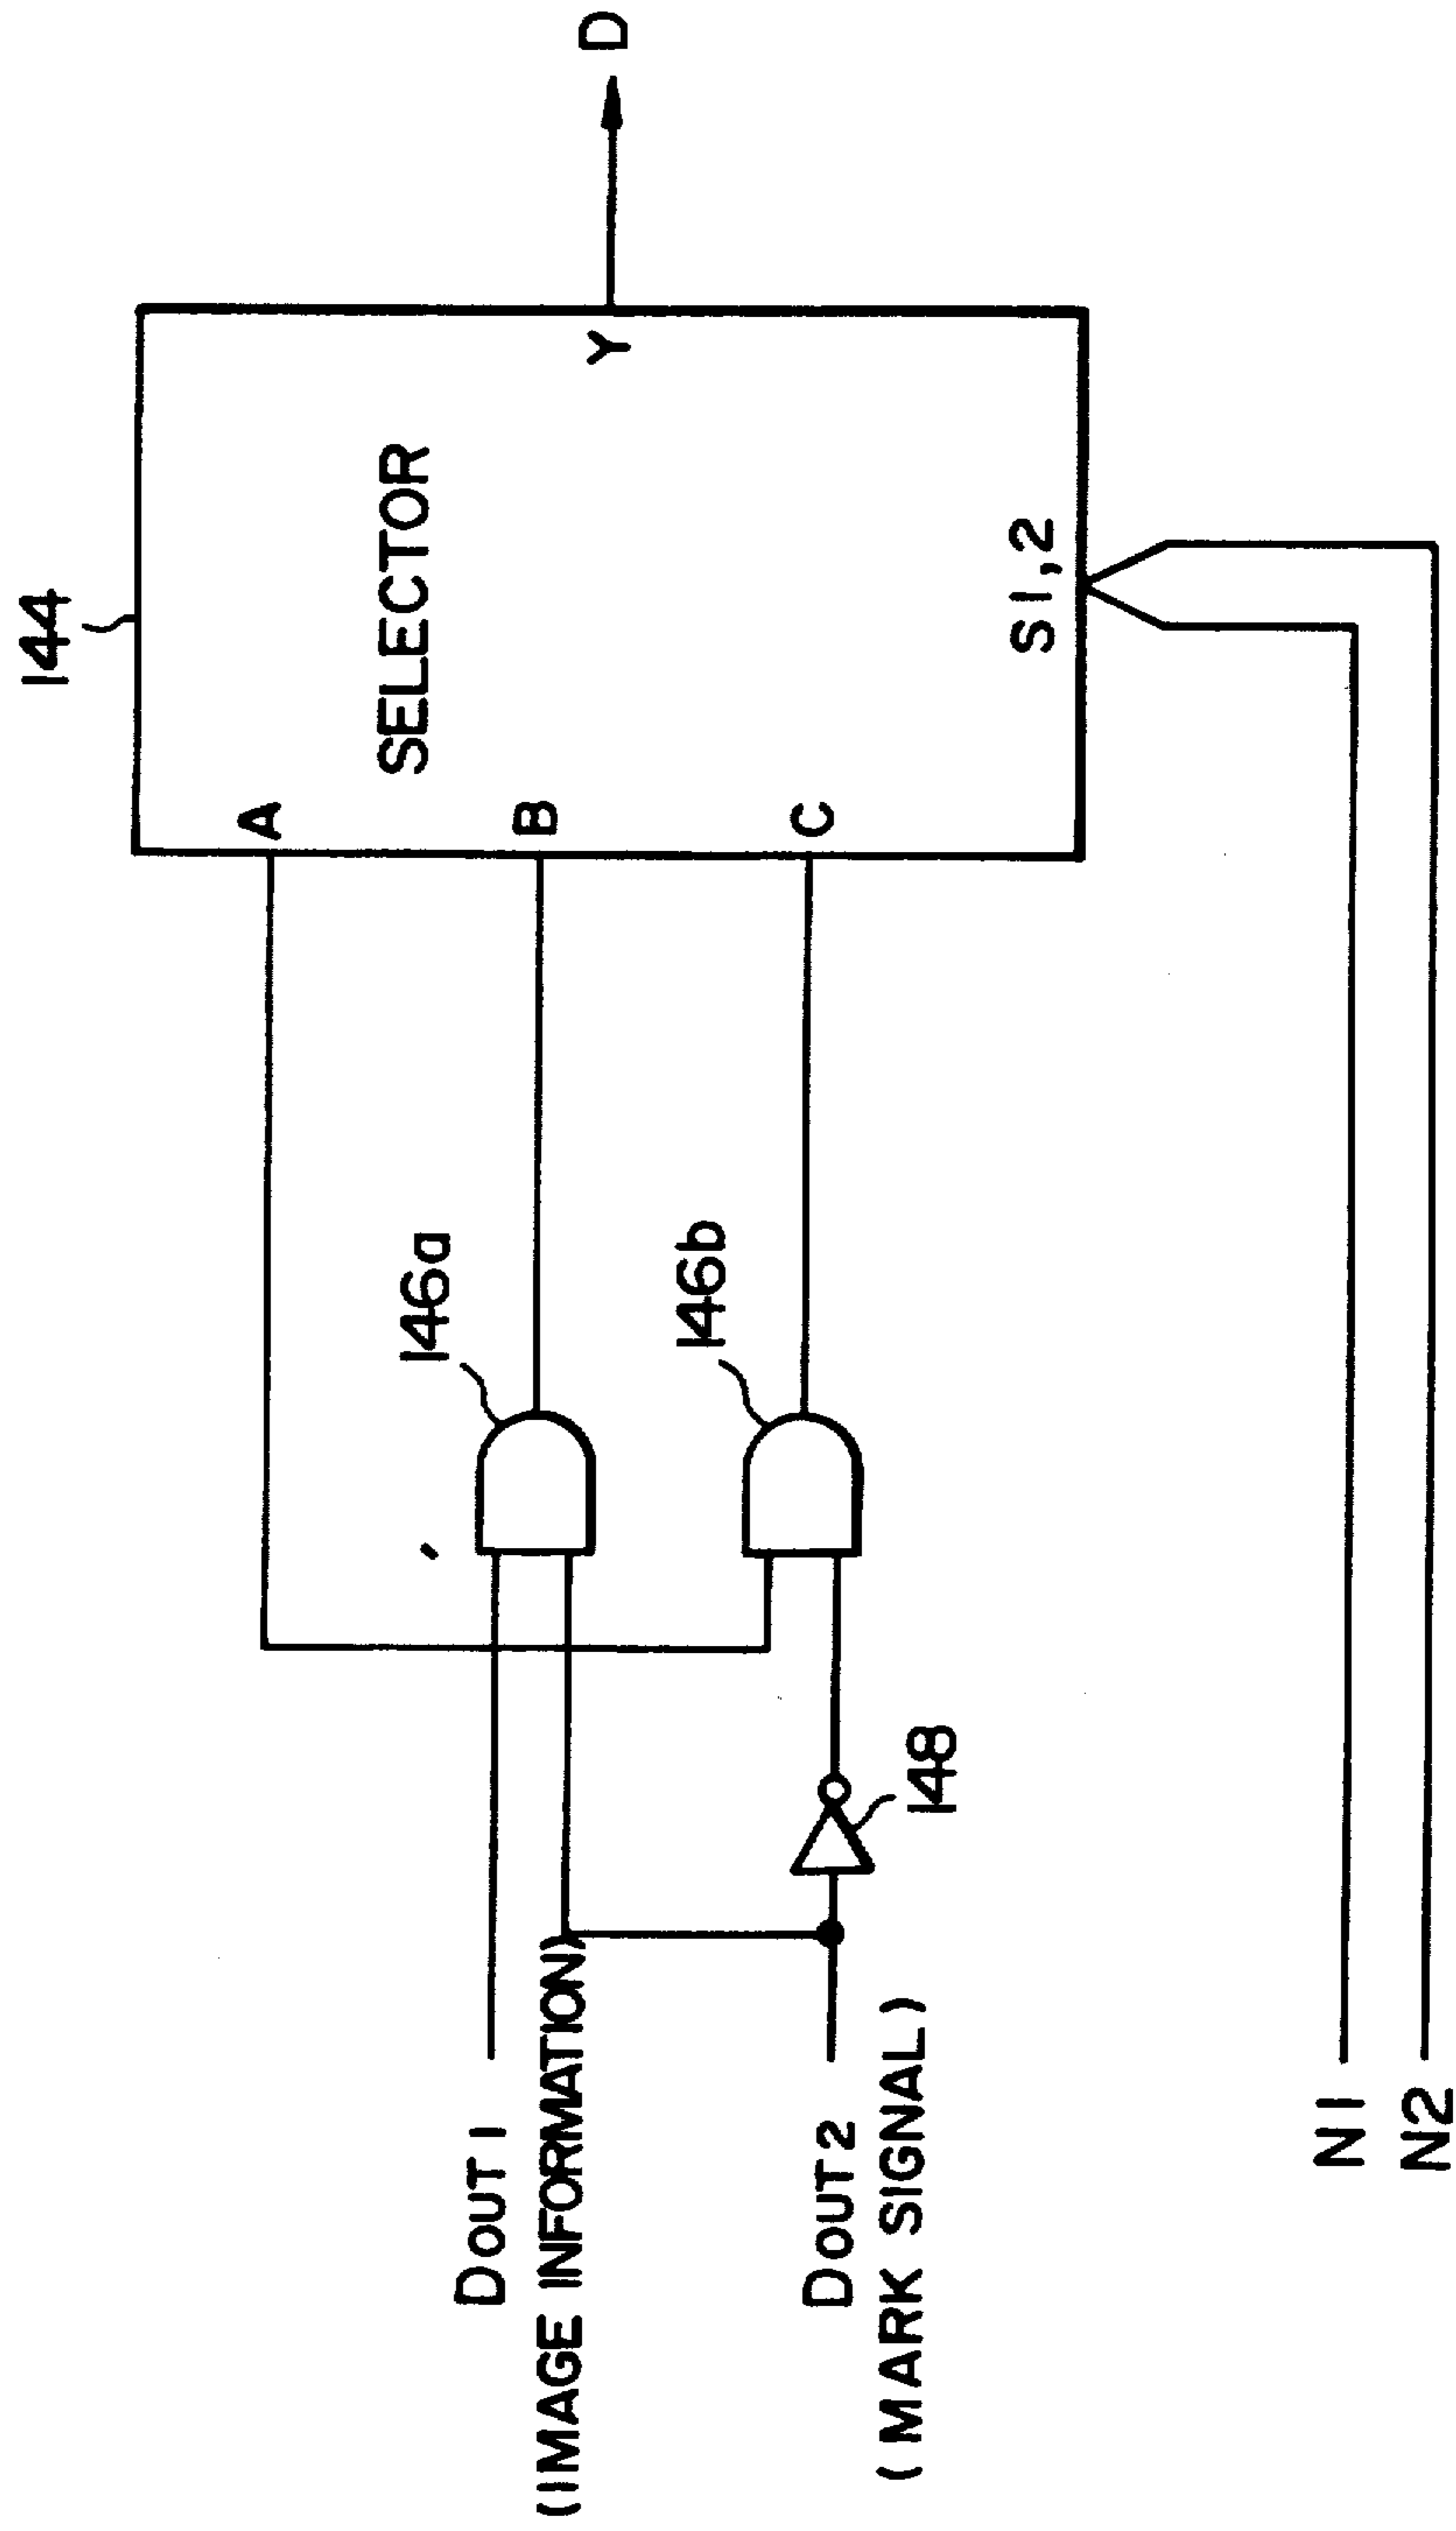 144
SELECTOR
A
B
C
Y
D
S1,2
146a
146b
148
DOUT1
(IMAGE INFORMATION)
DOUT2
(MARK SIGNAL)
N1
N2